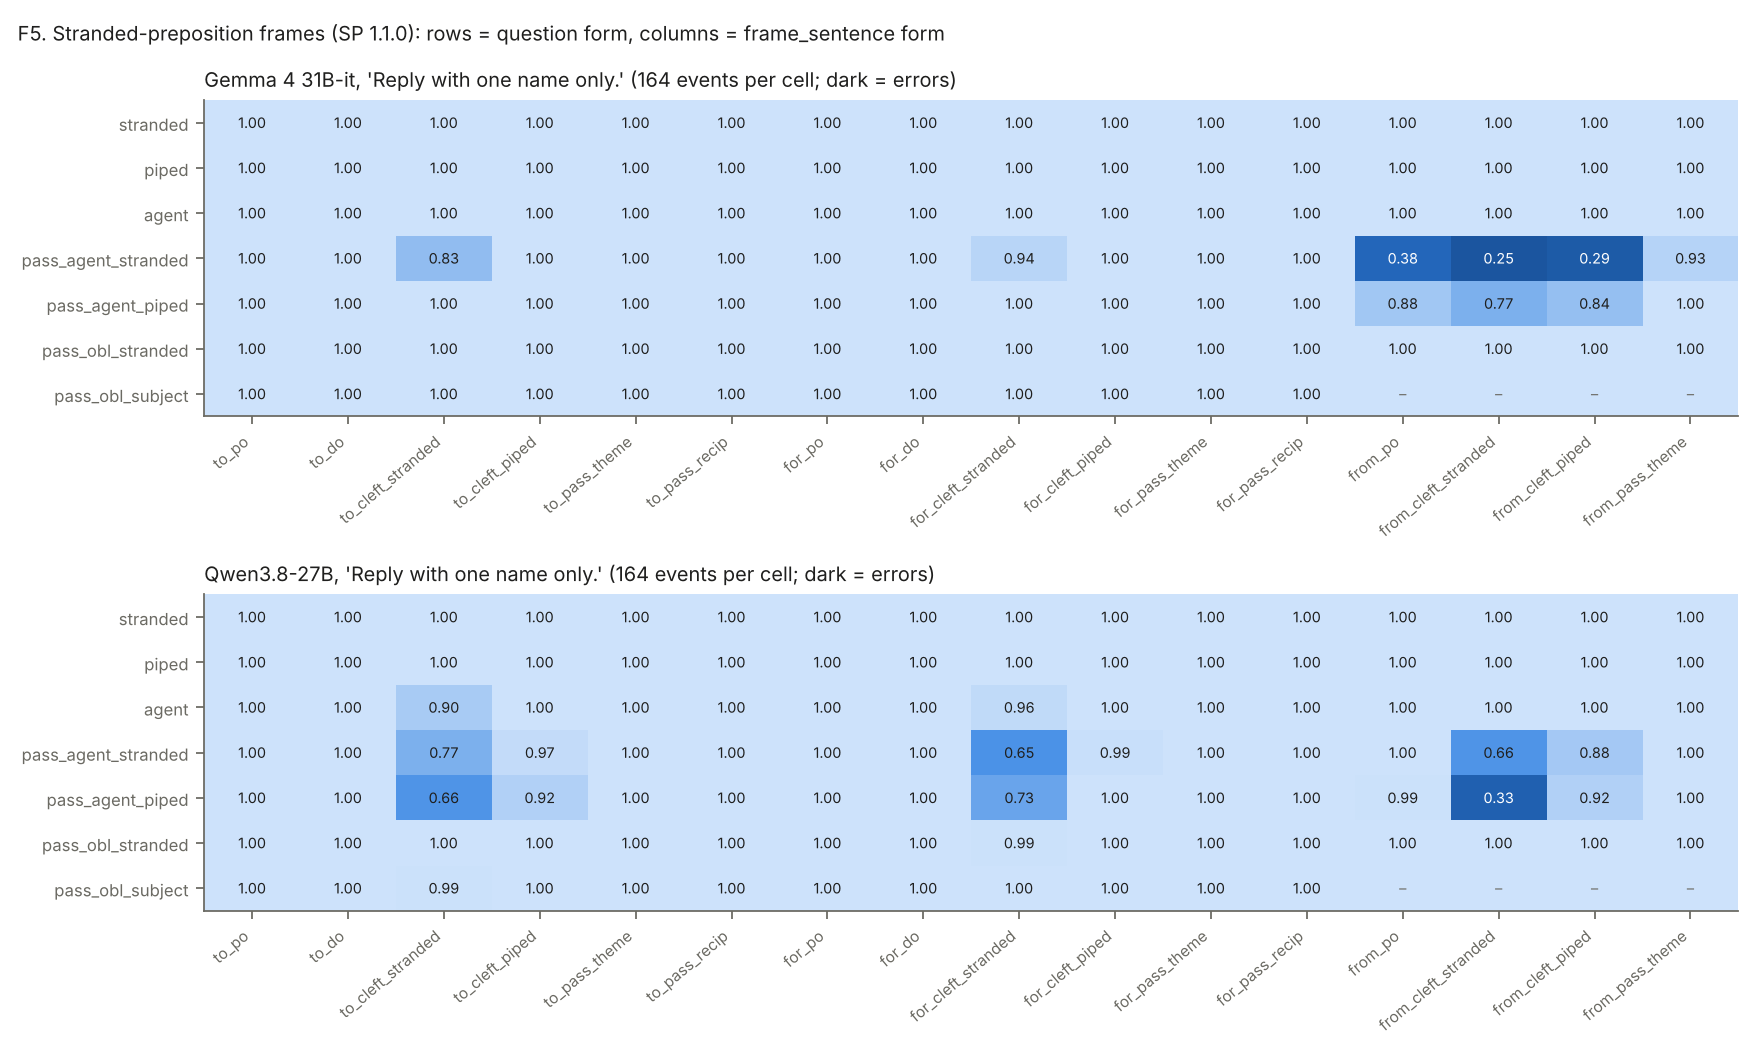 F5. Stranded-preposition frames (SP 1.1.0): rows = question form, columns = frame_sentence form
Gemma 4 31B-it, 'Reply with one name only.' (164 events per cell; dark = errors)
stranded 1.00 1.00 1.00 1.00 1.00 1.00 1.00 1.00 1.00 1.00 1.00 1.00 1.00 1.00 1.00 1.00
piped 1.00 1.00 1.00 1.00 1.00 1.00 1.00 1.00 1.00 1.00 1.00 1.00 1.00 1.00 1.00 1.00
agent 1.00 1.00 1.00 1.00 1.00 1.00 1.00 1.00 1.00 1.00 1.00 1.00 1.00 1.00 1.00 1.00
pass_agent_stranded 1.00 1.00 0.83 1.00 1.00 1.00 1.00 1.00 0.94 1.00 1.00 1.00 0.38 0.25 0.29 0.93
pass_agent_piped 1.00 1.00 1.00 1.00 1.00 1.00 1.00 1.00 1.00 1.00 1.00 1.00 0.88 0.77 0.84 1.00
pass_obl_stranded 1.00 1.00 1.00 1.00 1.00 1.00 1.00 1.00 1.00 1.00 1.00 1.00 1.00 1.00 1.00 1.00
pass_obl_subject 1.00 1.00 1.00 1.00 1.00 1.00 1.00 1.00 1.00 1.00 1.00 1.00 – – – –
to_po to_do to_cleft_stranded to_cleft_piped to_pass_theme to_pass_recip for_po for_do for_cleft_stranded for_cleft_piped for_pass_theme for_pass_recip from_po from_cleft_stranded from_cleft_piped from_pass_theme
Qwen3.8-27B, 'Reply with one name only.' (164 events per cell; dark = errors)
stranded 1.00 1.00 1.00 1.00 1.00 1.00 1.00 1.00 1.00 1.00 1.00 1.00 1.00 1.00 1.00 1.00
piped 1.00 1.00 1.00 1.00 1.00 1.00 1.00 1.00 1.00 1.00 1.00 1.00 1.00 1.00 1.00 1.00
agent 1.00 1.00 0.90 1.00 1.00 1.00 1.00 1.00 0.96 1.00 1.00 1.00 1.00 1.00 1.00 1.00
pass_agent_stranded 1.00 1.00 0.77 0.97 1.00 1.00 1.00 1.00 0.65 0.99 1.00 1.00 1.00 0.66 0.88 1.00
pass_agent_piped 1.00 1.00 0.66 0.92 1.00 1.00 1.00 1.00 0.73 1.00 1.00 1.00 0.99 0.33 0.92 1.00
pass_obl_stranded 1.00 1.00 1.00 1.00 1.00 1.00 1.00 1.00 0.99 1.00 1.00 1.00 1.00 1.00 1.00 1.00
pass_obl_subject 1.00 1.00 0.99 1.00 1.00 1.00 1.00 1.00 1.00 1.00 1.00 1.00 – – – –
to_po to_do to_cleft_stranded to_cleft_piped to_pass_theme to_pass_recip for_po for_do for_cleft_stranded for_cleft_piped for_pass_theme for_pass_recip from_po from_cleft_stranded from_cleft_piped from_pass_theme